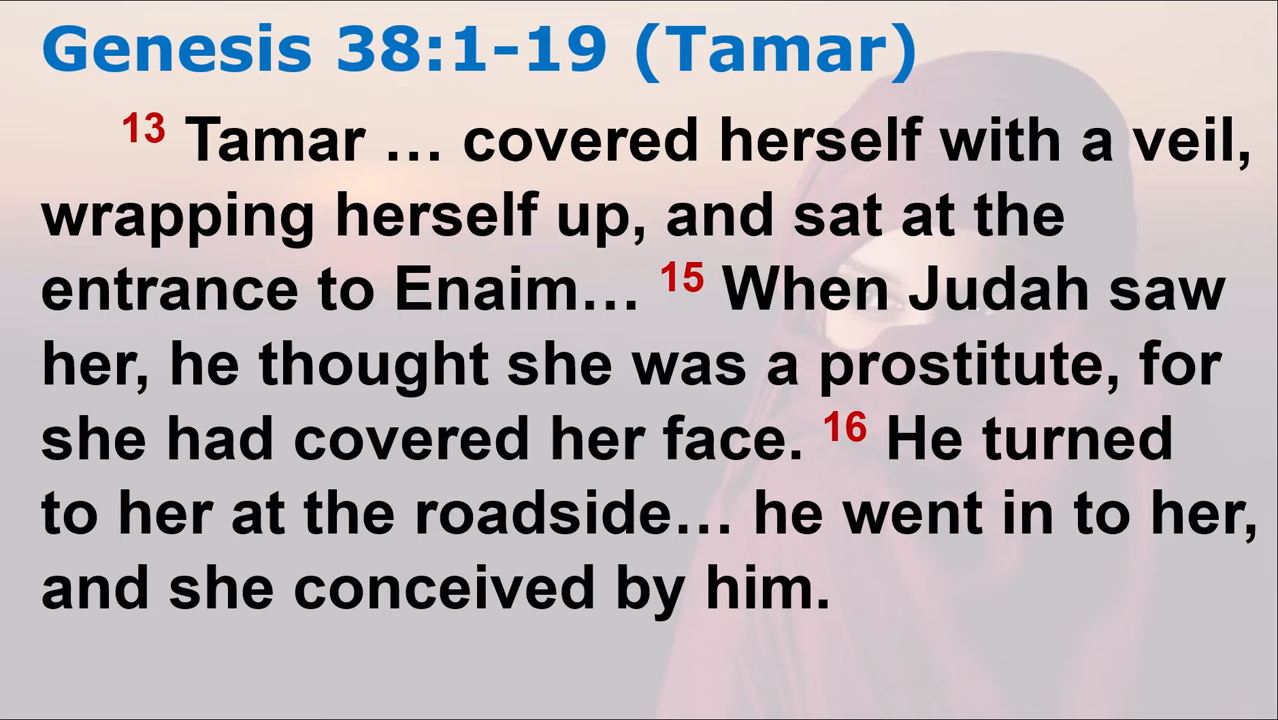 Genesis 38:1-19 (Tamar)
13 Tamar … covered herself with a veil,
wrapping herself up, and sat at the
entrance to Enaim… 15 When Judah saw
her, he thought she was a prostitute, for
she had covered her face. 16 He turned
to her at the roadside… he went in to her,
and she conceived by him.